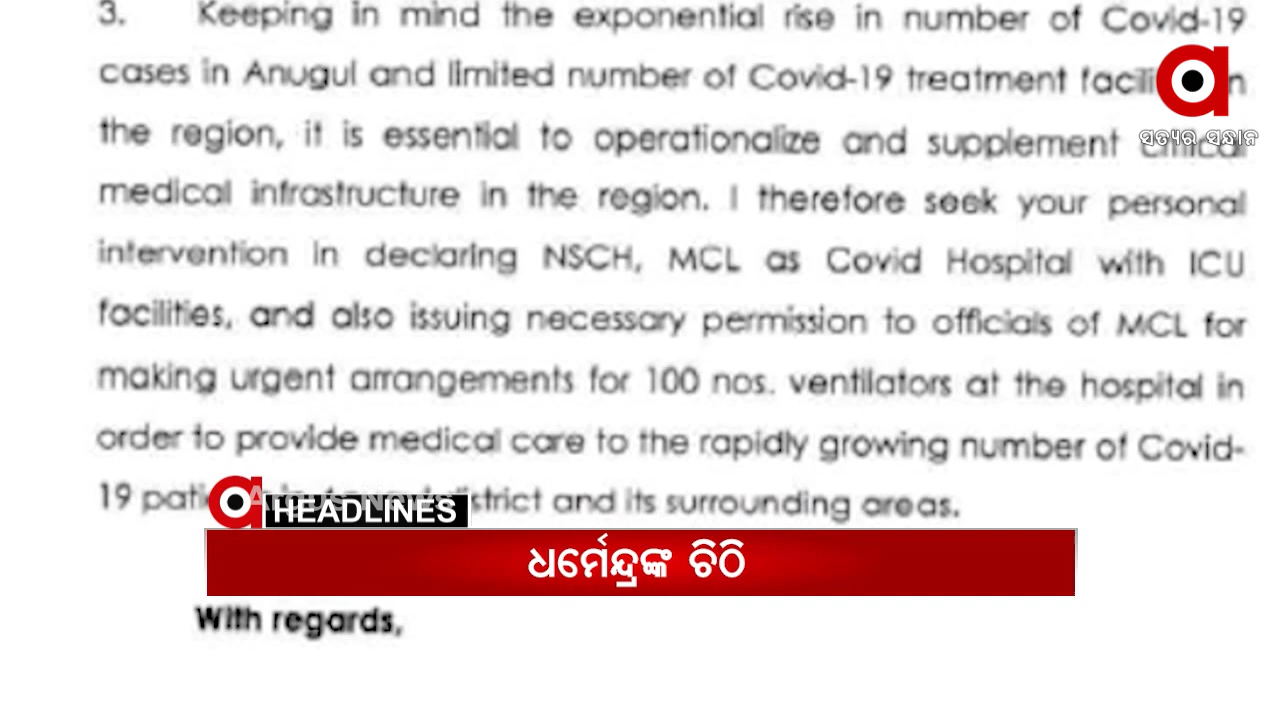 3. Keeping in mind the exponential rise in number of Covid-19
cases in Anugul and limited number of Covid-19 treatment
the region, it is essential to operationalize and supplement critical
medical infrastructure in the region. I therefore seek your personal
intervention in declaring NSCH, MCL as Covid Hospital with ICU
facilities, and also issuing necessary permission to officials of MCL for
making urgent arrangements for 100 nos. ventilators at the hospital in
order to provide medical care to the rapidly growing number of Covid-
19 and its surrounding areas.
With regards,
ସତ୍ୟର ସନ୍ଧାନ
HEADLINES
ଧର୍ମେନ୍ଦ୍ରଙ୍କ ଚିଠି